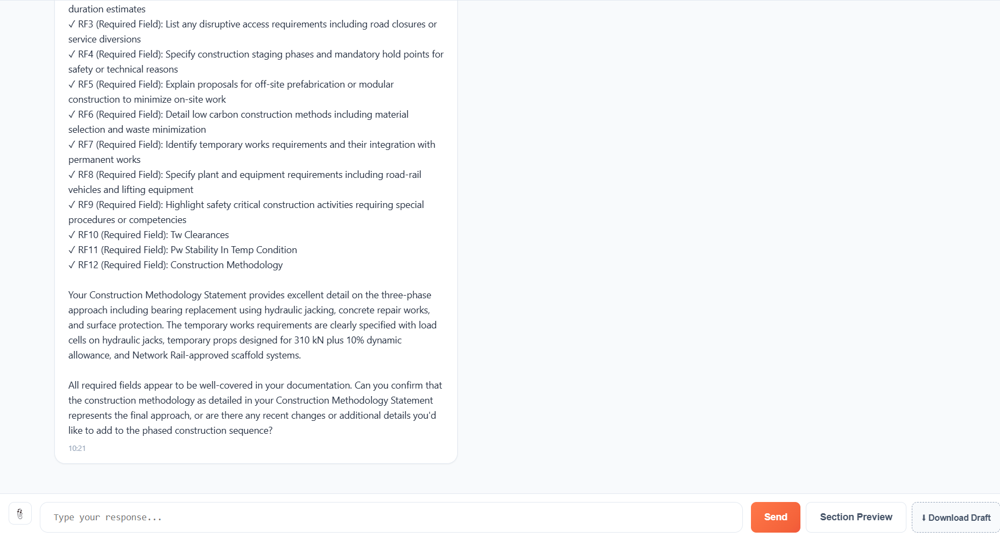 duration estimates
✓ RF3 (Required Field): List any disruptive access requirements including road closures or
service diversions
✓ RF4 (Required Field): Specify construction staging phases and mandatory hold points for
safety or technical reasons
✓ RF5 (Required Field): Explain proposals for off-site prefabrication or modular
construction to minimize on-site work
✓ RF6 (Required Field): Detail low carbon construction methods including material
selection and waste minimization
✓ RF7 (Required Field): Identify temporary works requirements and their integration with
permanent works
✓ RF8 (Required Field): Specify plant and equipment requirements including road-rail
vehicles and lifting equipment
✓ RF9 (Required Field): Highlight safety critical construction activities requiring special
procedures or competencies
✓ RF10 (Required Field): Tw Clearances
✓ RF11 (Required Field): Pw Stability In Temp Condition
✓ RF12 (Required Field): Construction Methodology
Your Construction Methodology Statement provides excellent detail on the three-phase
approach including bearing replacement using hydraulic jacking, concrete repair works,
and surface protection. The temporary works requirements are clearly specified with load
cells on hydraulic jacks, temporary props designed for 310 kN plus 10% dynamic
allowance, and Network Rail-approved scaffold systems.
All required fields appear to be well-covered in your documentation. Can you confirm that
the construction methodology as detailed in your Construction Methodology Statement
represents the final approach, or are there any recent changes or additional details you'd
like to add to the phased construction sequence?
10:21
Type your response...
Send
Section Preview
⬇ Download Draft